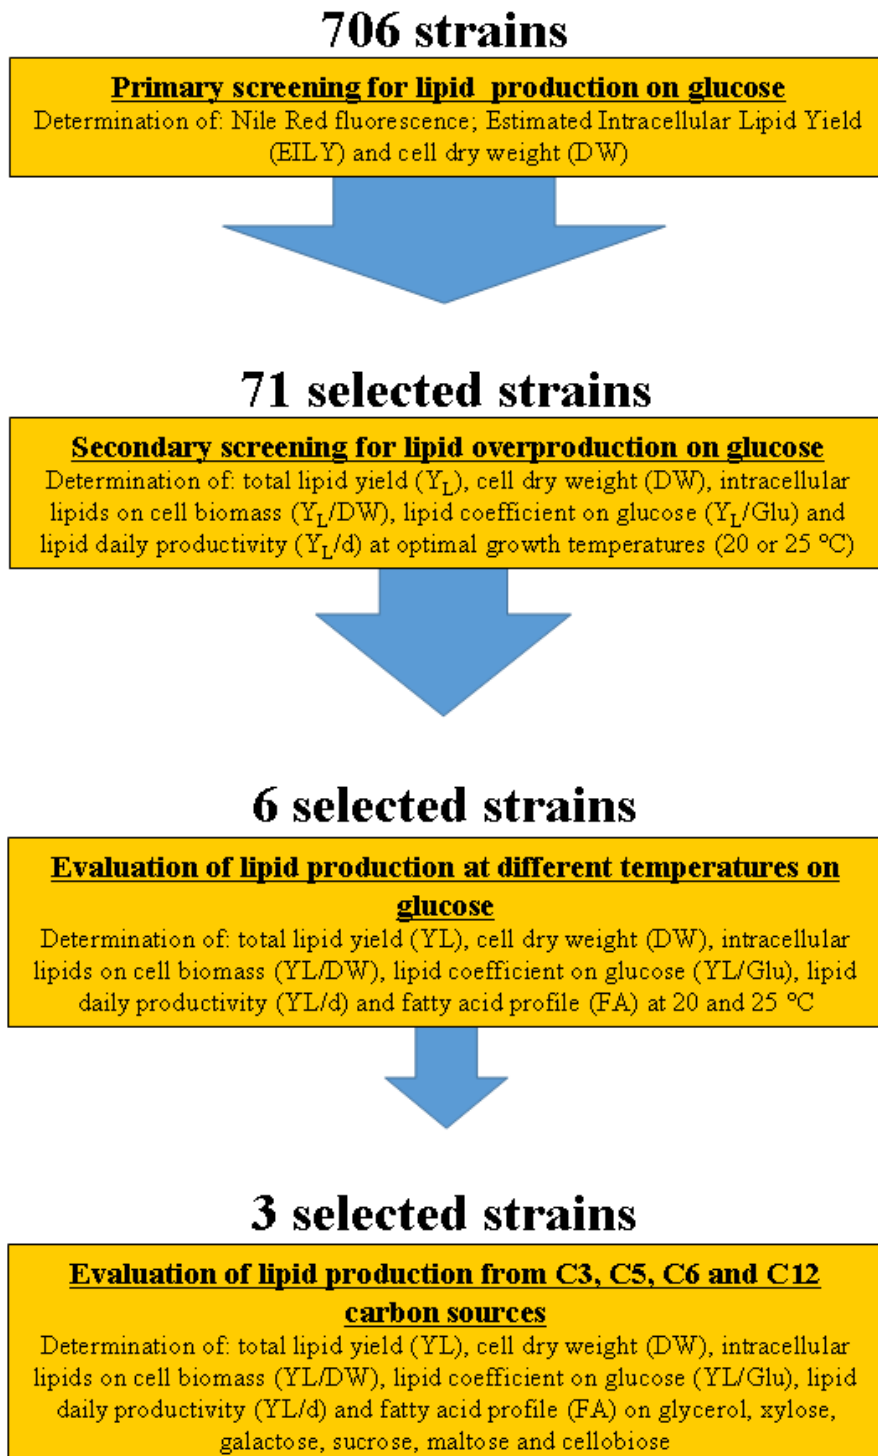 706 strains
Primary screening for lipid production on glucose
Determination of: Nile Red fluorescence; Estimated Intracellular Lipid Yield
(EILY) and cell dry weight (DW)
71 selected strains
Secondary screening for lipid overproduction on glucose
Determination of: total lipid yield (Y_L), cell dry weight (DW), intracellular
lipids on cell biomass (Y_L/DW), lipid coefficient on glucose (Y_L/Glu) and
lipid daily productivity (Y_L/d) at optimal growth temperatures (20 or 25 °C)
6 selected strains
Evaluation of lipid production at different temperatures on
glucose
Determination of: total lipid yield (YL), cell dry weight (DW), intracellular
lipids on cell biomass (YL/DW), lipid coefficient on glucose (YL/Glu), lipid
daily productivity (YL/d) and fatty acid profile (FA) at 20 and 25 °C
3 selected strains
Evaluation of lipid production from C3, C5, C6 and C12
carbon sources
Determination of: total lipid yield (YL), cell dry weight (DW), intracellular
lipids on cell biomass (YL/DW), lipid coefficient on glucose (YL/Glu), lipid
daily productivity (YL/d) and fatty acid profile (FA) on glycerol, xylose,
galactose, sucrose, maltose and cellobiose